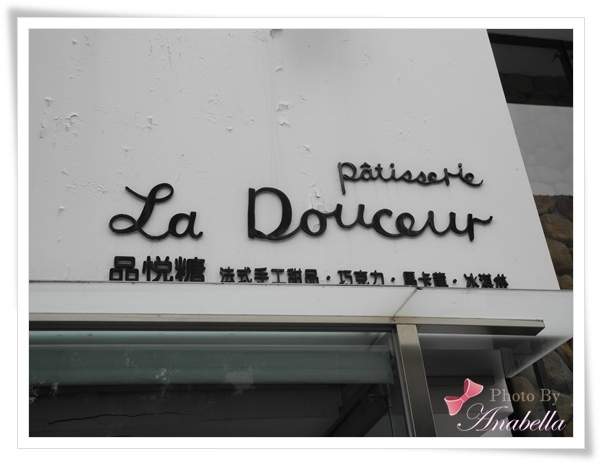 pâtisserie
La Douceur
品悦糖 法式手工甜品・巧克力・馬卡龍・冰淇淋
Photo By
Anabella